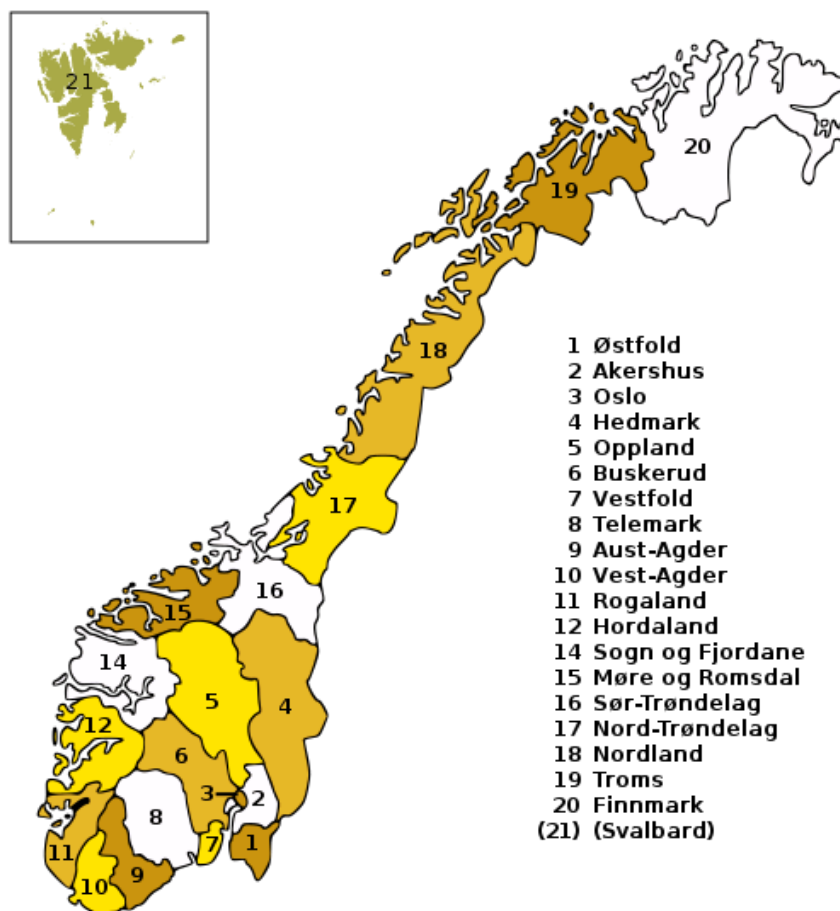 21
20
19
18
17
16
15
14
12
5
4
6
3
2
8
7
1
11
10
9
1 Østfold
2 Akershus
3 Oslo
4 Hedmark
5 Oppland
6 Buskerud
7 Vestfold
8 Telemark
9 Aust-Agder
10 Vest-Agder
11 Rogaland
12 Hordaland
14 Sogn og Fjordane
15 Møre og Romsdal
16 Sør-Trøndelag
17 Nord-Trøndelag
18 Nordland
19 Troms
20 Finnmark
(21) (Svalbard)